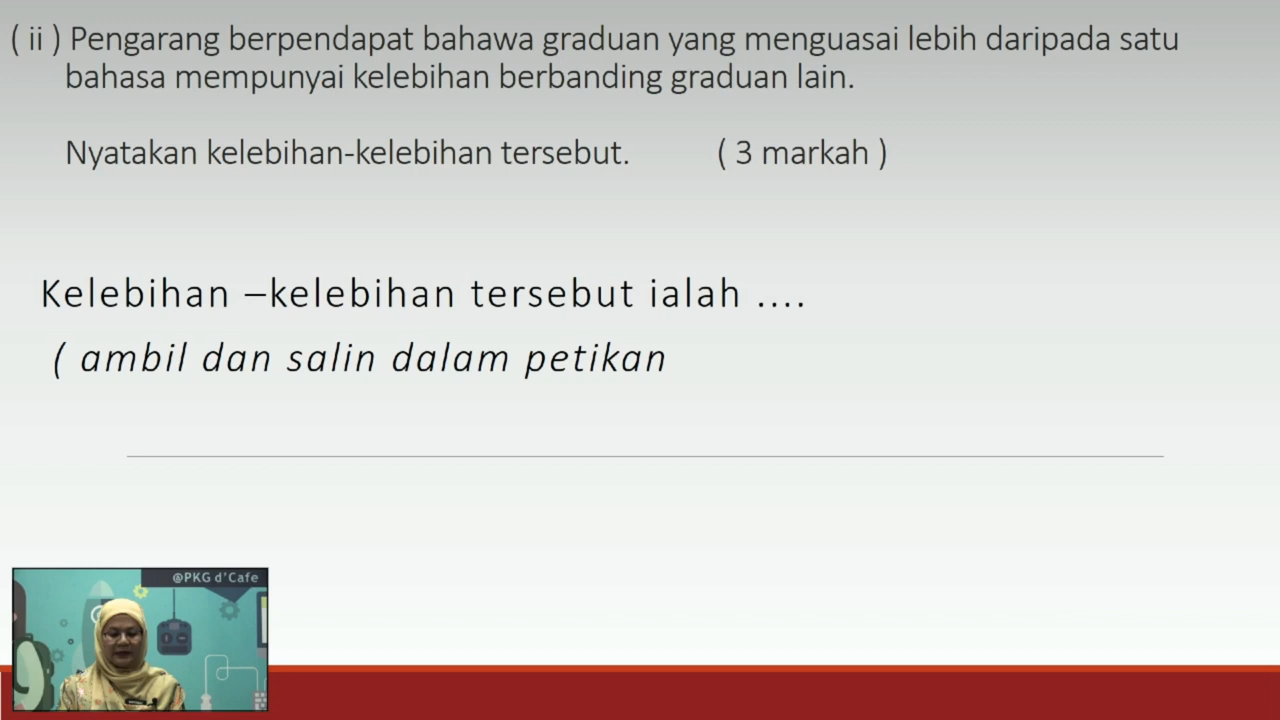 ( ii ) Pengarang berpendapat bahawa graduan yang menguasai lebih daripada satu
bahasa mempunyai kelebihan berbanding graduan lain.
Nyatakan kelebihan-kelebihan tersebut. ( 3 markah )
Kelebihan –kelebihan tersebut ialah ....
( ambil dan salin dalam petikan
@PKG d'Cafe